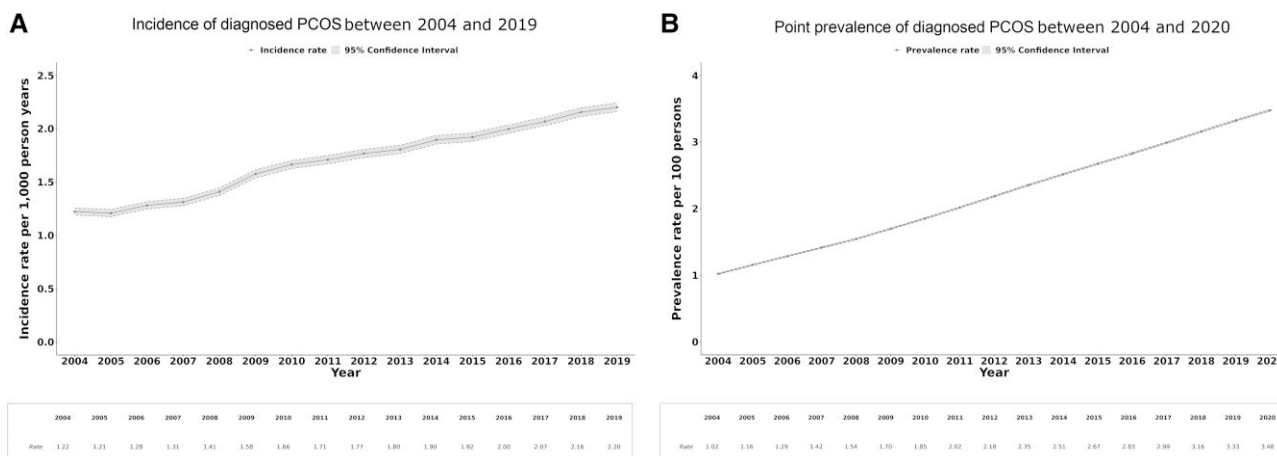 A
Incidence of diagnosed PCOS between 2004 and 2019
Incidence rate 95% Confidence Interval
Incidence rate per 1,000 person years
2.5
2.0
1.5
1.0
0.5
0.0
2004 2005 2006 2007 2008 2009 2010 2011 2012 2013 2014 2015 2016 2017 2018 2019
Year
2004 2005 2006 2007 2008 2009 2010 2011 2012 2013 2014 2015 2016 2017 2018 2019
Rate 1.22 1.21 1.28 1.31 1.41 1.58 1.66 1.71 1.77 1.80 1.90 1.92 2.00 2.07 2.16 2.20
B
Point prevalence of diagnosed PCOS between 2004 and 2020
Prevalence rate 95% Confidence Interval
Prevalence rate per 100 persons
4
3
2
1
0
2004 2005 2006 2007 2008 2009 2010 2011 2012 2013 2014 2015 2016 2017 2018 2019 202
Year
2004 2005 2006 2007 2008 2009 2010 2011 2012 2013 2014 2015 2016 2017 2018 2019 2020
Rate 1.02 1.16 1.29 1.42 1.54 1.70 1.85 2.02 2.18 2.35 2.51 2.67 2.83 2.99 3.16 3.33 3.48